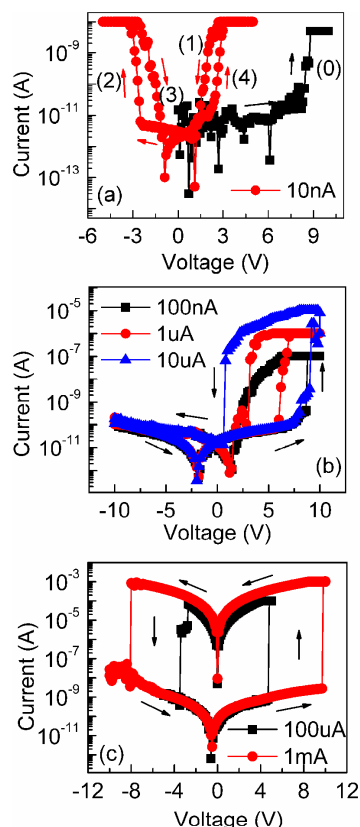 10⁻⁹
10⁻¹¹
10⁻¹³
Current (A)
(1)
(2)
(3)
(4)
(0)
(a)
10nA
-6 -3 0 3 6 9
Voltage (V)
10⁻⁵
10⁻⁷
10⁻⁹
10⁻¹¹
Current (A)
100nA
1uA
10uA
(b)
-10 -5 0 5 10
Voltage (V)
10⁻³
10⁻⁵
10⁻⁷
10⁻⁹
10⁻¹¹
Current (A)
(c)
100uA
1mA
-12 -8 -4 0 4 8 12
Voltage (V)